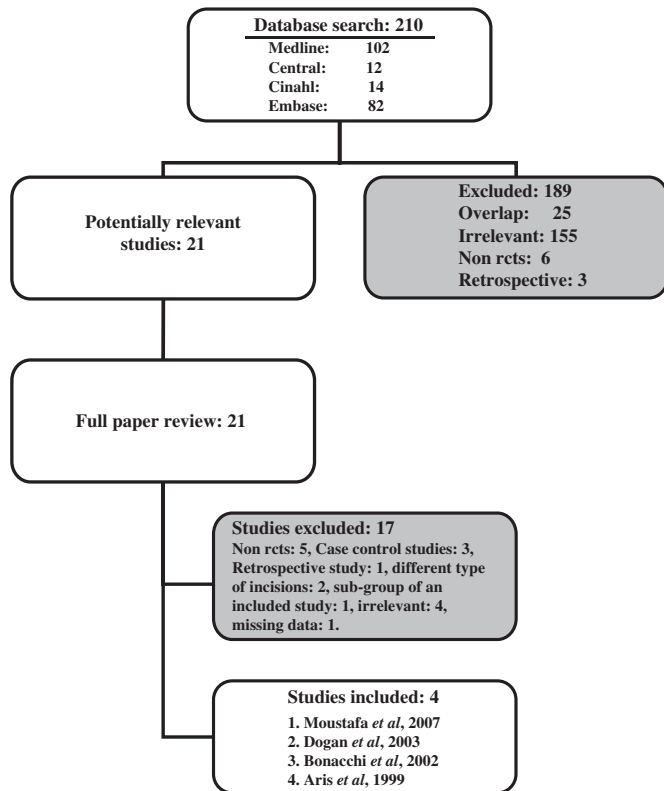 Database search: 210
Medline: 102
Central: 12
Cinahl: 14
Embase: 82
Potentially relevant
studies: 21
Excluded: 189
Overlap: 25
Irrelevant: 155
Non rcts: 6
Retrospective: 3
Full paper review: 21
Studies excluded: 17
Non rcts: 5, Case control studies: 3,
Retrospective study: 1, different type
of incisions: 2, sub-group of an
included study: 1, irrelevant: 4,
missing data: 1.
Studies included: 4
1. Moustafa et al, 2007
2. Dogan et al, 2003
3. Bonacchi et al, 2002
4. Aris et al, 1999